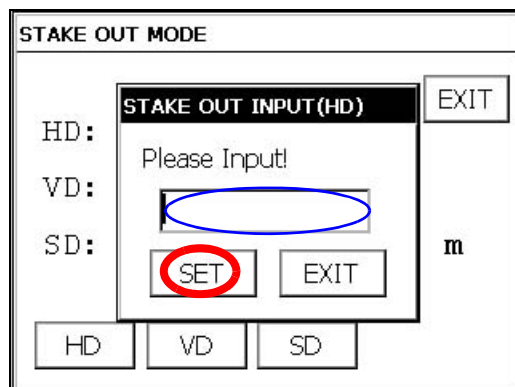 STAKE OUT MODE
EXIT
STAKE OUT INPUT(HD)
HD:
Please Input!
VD:
SD:
m
SET
EXIT
HD
VD
SD